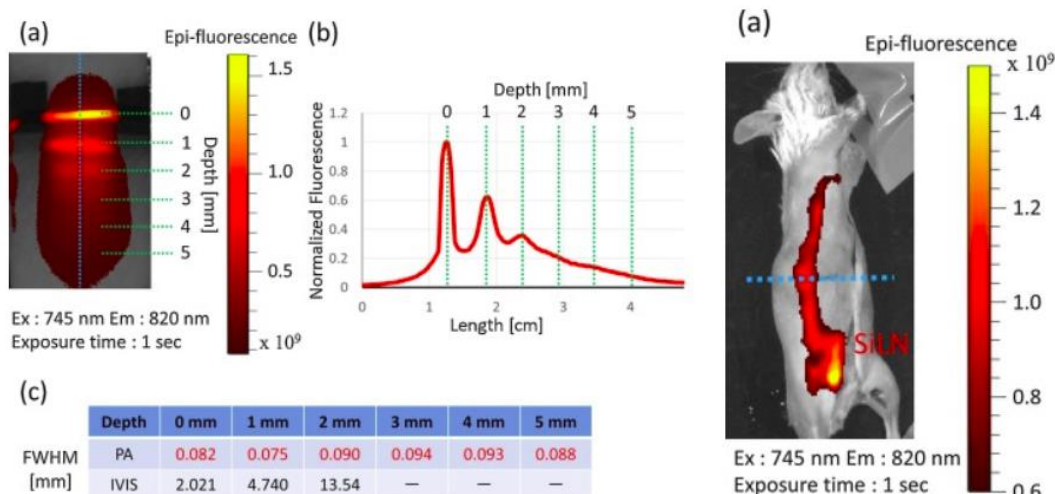 (a)
Epi-fluorescence
1.5
1.0
0.5
x 10⁹
0
1
2
3
4
5
Depth [mm]
Ex : 745 nm Em : 820 nm
Exposure time : 1 sec
(b)
Depth [mm]
0 1 2 3 4 5
Normalized Fluorescence
1.2
1
0.8
0.6
0.4
0.2
0
0 1 2 3 4
Length [cm]
(c)
FWHM
[mm]
Depth 0 mm 1 mm 2 mm 3 mm 4 mm 5 mm
PA 0.082 0.075 0.090 0.094 0.093 0.088
IVIS 2.021 4.740 13.54 — — —
(a)
Epi-fluorescence
x 10⁹
1.4
1.2
1.0
0.8
0.6
SiLN
Ex : 745 nm Em : 820 nm
Exposure time : 1 sec